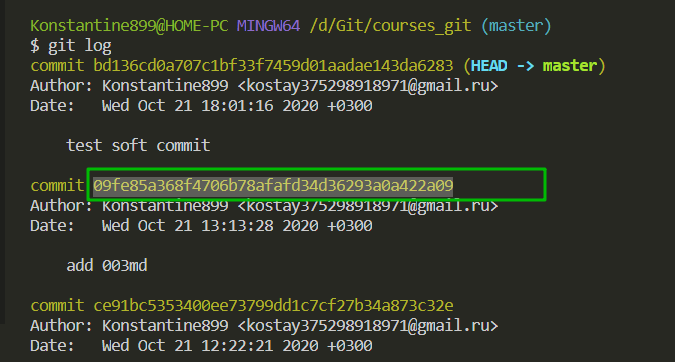 Konstantine899@HOME-PC MINGW64 /d/Git/courses_git (master)
$ git log
commit bd136cd0a707c1bf33f7459d01aadae143da6283 (HEAD -> master)
Author: Konstantine899 <kostay375298918971@gmail.ru>
Date:   Wed Oct 21 18:01:16 2020 +0300
test soft commit
commit 09fe85a368f4706b78afafd34d36293a0a422a09
Author: Konstantine899 <kostay375298918971@gmail.ru>
Date:   Wed Oct 21 13:13:28 2020 +0300
add 003md
commit ce91bc5353400ee73799dd1c7cf27b34a873c32e
Author: Konstantine899 <kostay375298918971@gmail.ru>
Date:   Wed Oct 21 12:22:21 2020 +0300